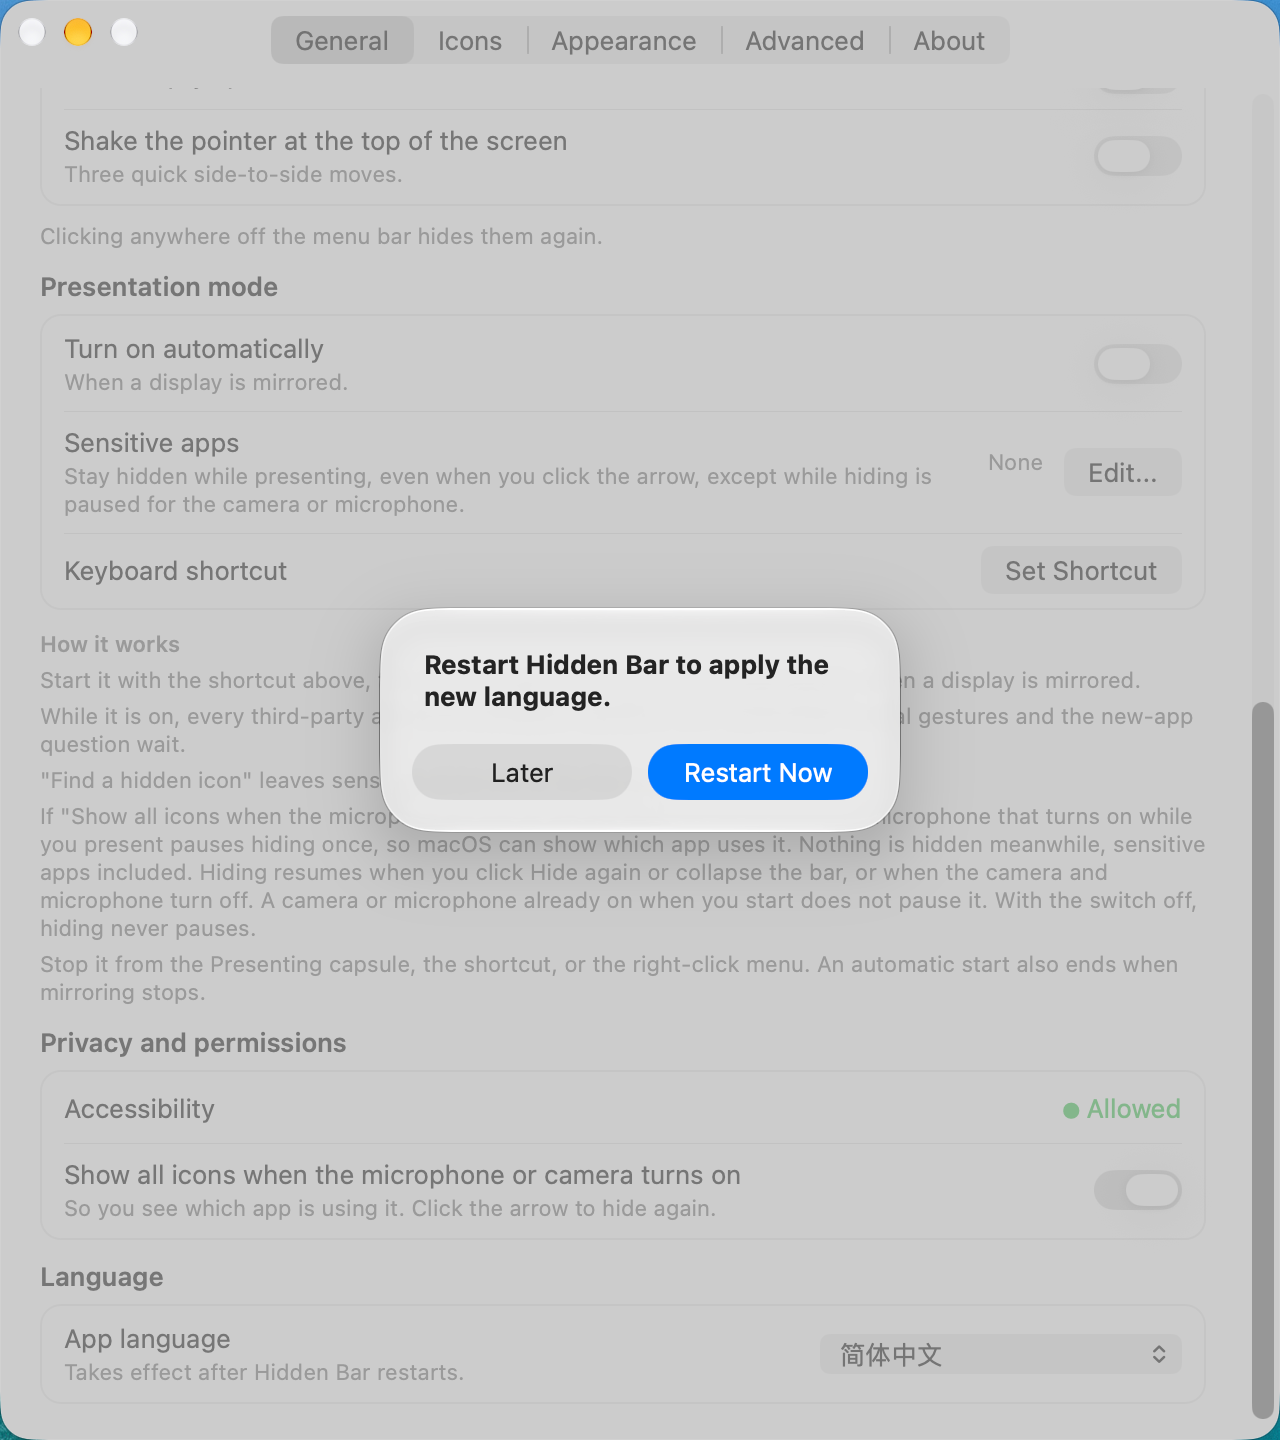 General
Icons
Appearance
Advanced
About
Shake the pointer at the top of the screen
Three quick side-to-side moves.
Clicking anywhere off the menu bar hides them again.
Presentation mode
Turn on automatically
When a display is mirrored.
Sensitive apps
Stay hidden while presenting, even when you click the arrow, except while hiding is
paused for the camera or microphone.
None
Edit...
Keyboard shortcut
Set Shortcut
Restart Hidden Bar to apply the
new language.
Later
Restart Now
How it works
Start it with the shortcut above, a display is mirrored.
While it is on, every third-party gestures and the new-app
question wait.
"Find a hidden icon" leaves
If "Show all icons when the that turns on while
you present pauses hiding once, so macOS can show which app uses it. Nothing is hidden meanwhile, sensitive
apps included. Hiding resumes when you click Hide again or collapse the bar, or when the camera and
microphone turn off. A camera or microphone already on when you start does not pause it. With the switch off,
hiding never pauses.
Stop it from the Presenting capsule, the shortcut, or the right-click menu. An automatic start also ends when
mirroring stops.
Privacy and permissions
Accessibility
Allowed
Show all icons when the microphone or camera turns on
So you see which app is using it. Click the arrow to hide again.
Language
App language
Takes effect after Hidden Bar restarts.
简体中文